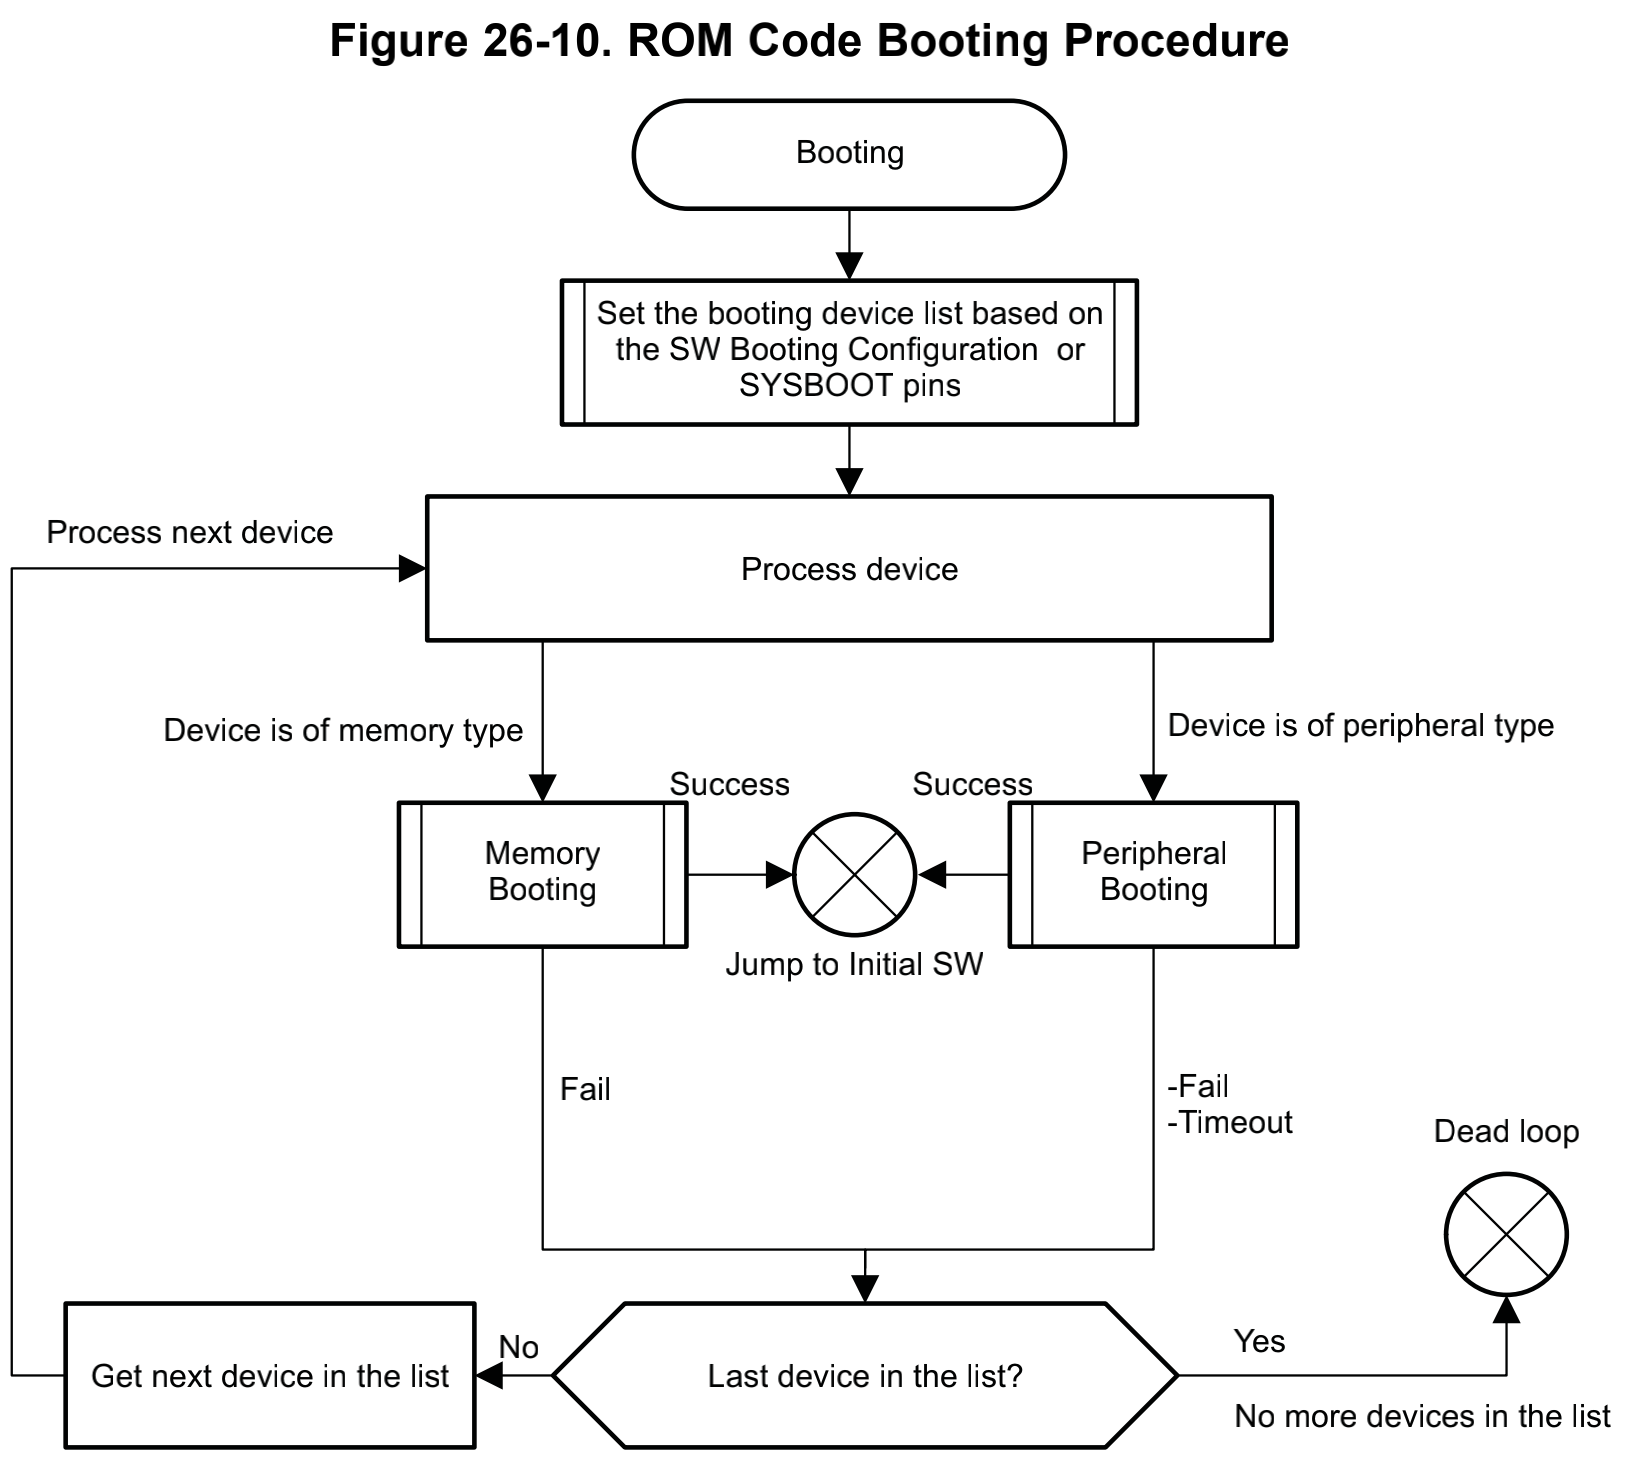 Figure 26-10. ROM Code Booting Procedure
Booting
Set the booting device list based on
the SW Booting Configuration or
SYSBOOT pins
Process next device
Process device
Device is of memory type
Device is of peripheral type
Success
Success
Memory
Booting
Peripheral
Booting
Jump to Initial SW
Fail
-Fail
-Timeout
Dead loop
Get next device in the list
No
Last device in the list?
Yes
No more devices in the list